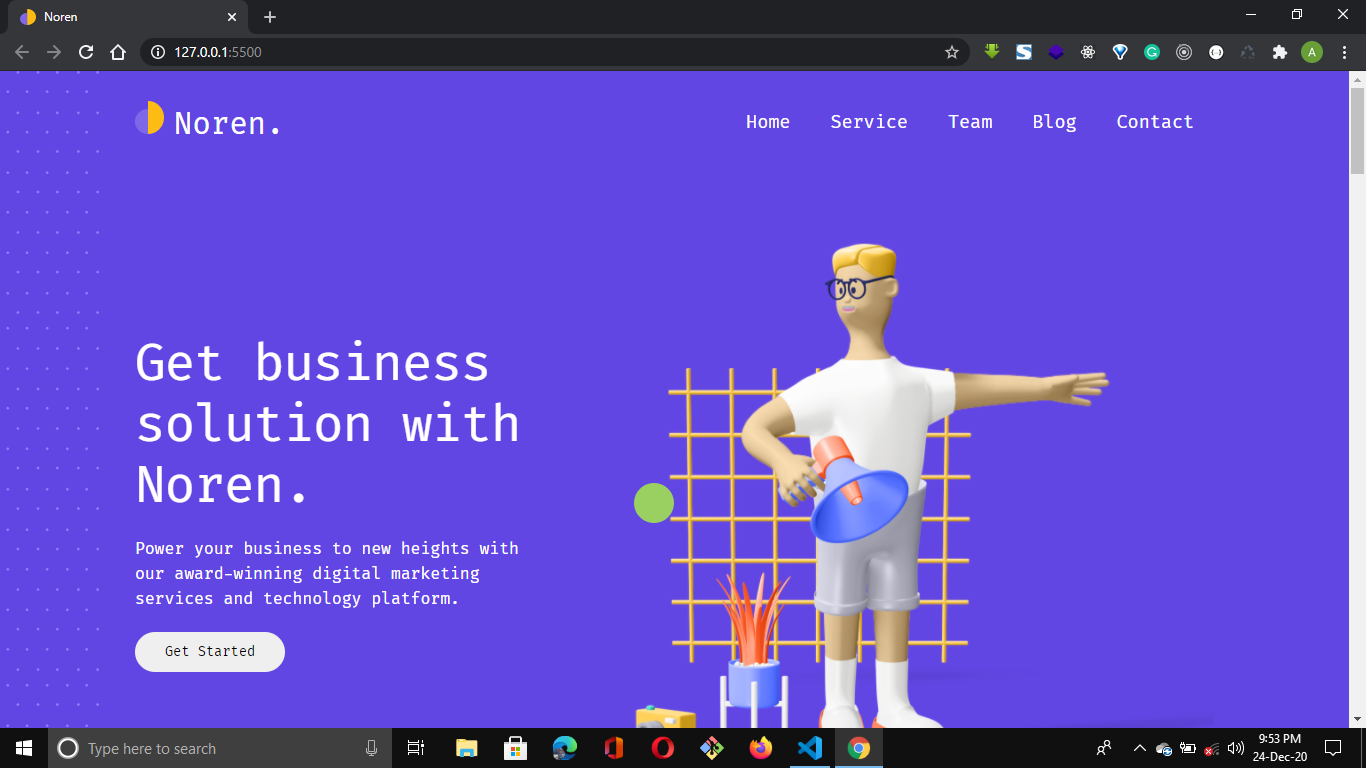 Noren
127.0.0.1:5500
A
Noren.
Home Service Team Blog Contact
Get business
solution with
Noren.
Power your business to new heights with
our award-winning digital marketing
services and technology platform.
Get Started
Type here to search
9:53 PM
24-Dec-20